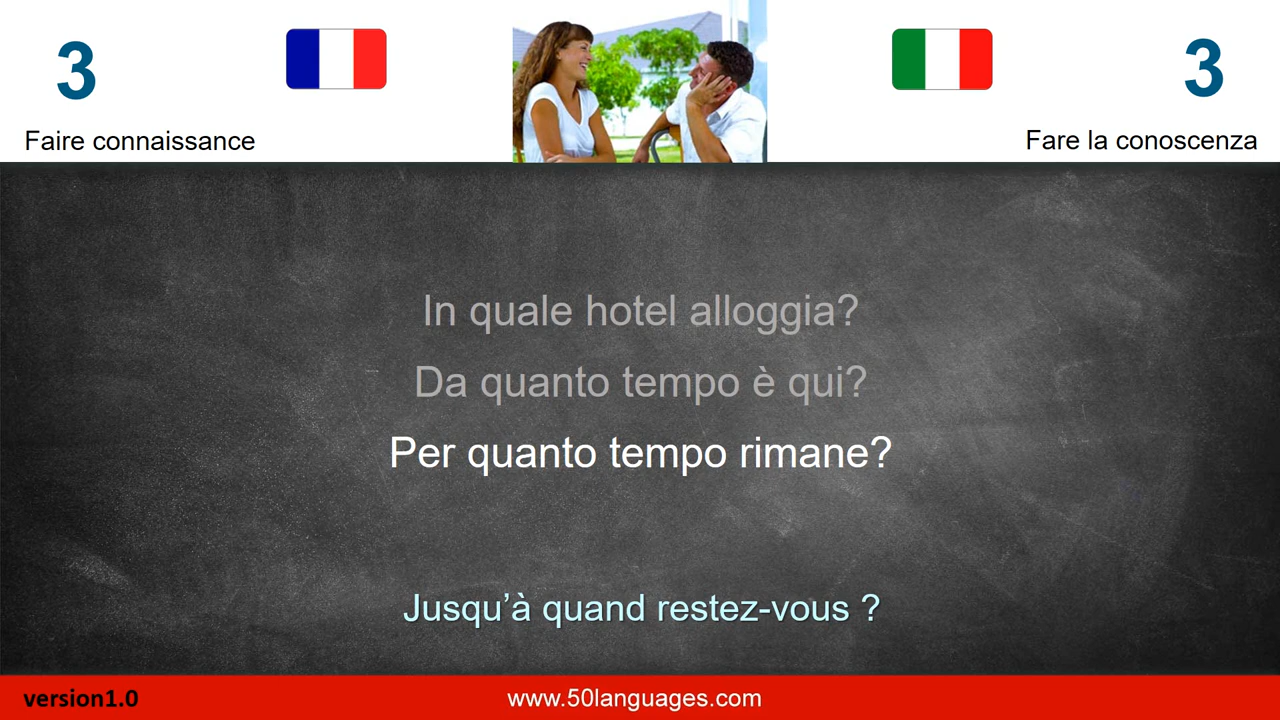 3
3
Faire connaissance
Fare la conoscenza
In quale hotel alloggia?
Da quanto tempo è qui?
Per quanto tempo rimane?
Jusqu’à quand restez-vous ?
version1.0
www.50languages.com